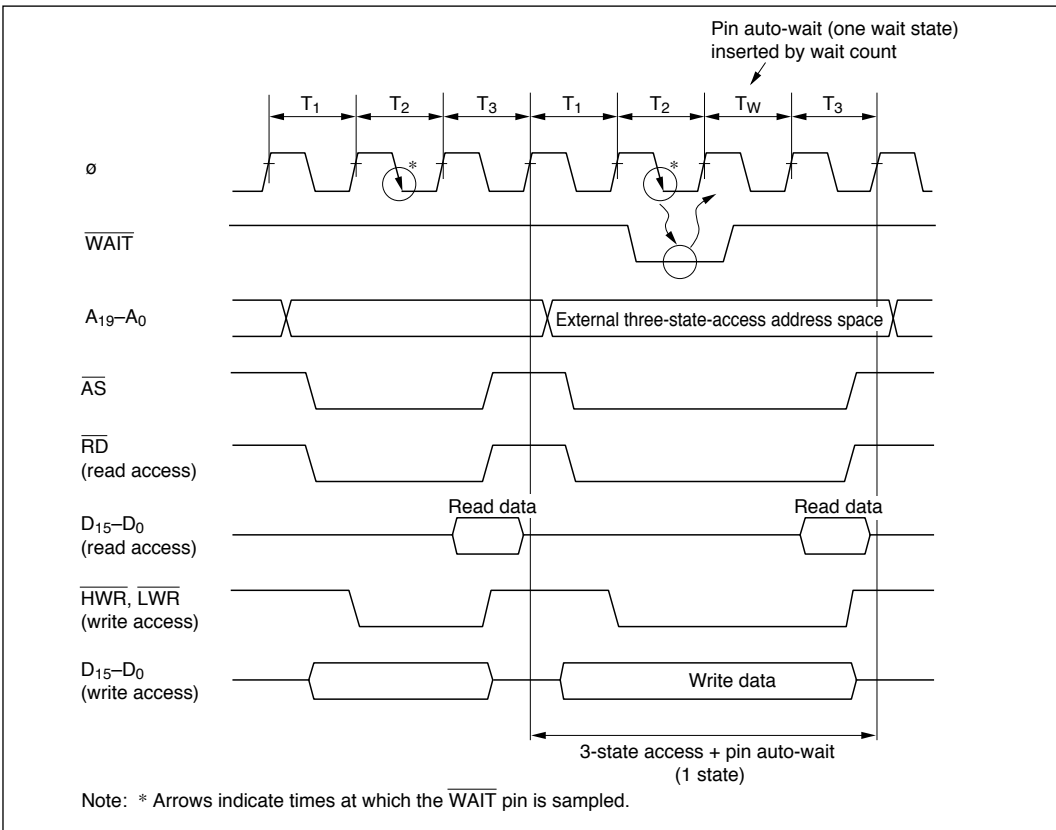 Pin auto-wait (one wait state)
inserted by wait count
T₁ T₂ T₃ T₁ T₂ T_W T₃
ø * *
WAIT
A₁₉–A₀ External three-state-access address space
AS
RD
(read access)
Read data Read data
D₁₅–D₀
(read access)
HWR, LWR
(write access)
D₁₅–D₀
(write access) Write data
3-state access + pin auto-wait
(1 state)
Note: * Arrows indicate times at which the WAIT pin is sampled.